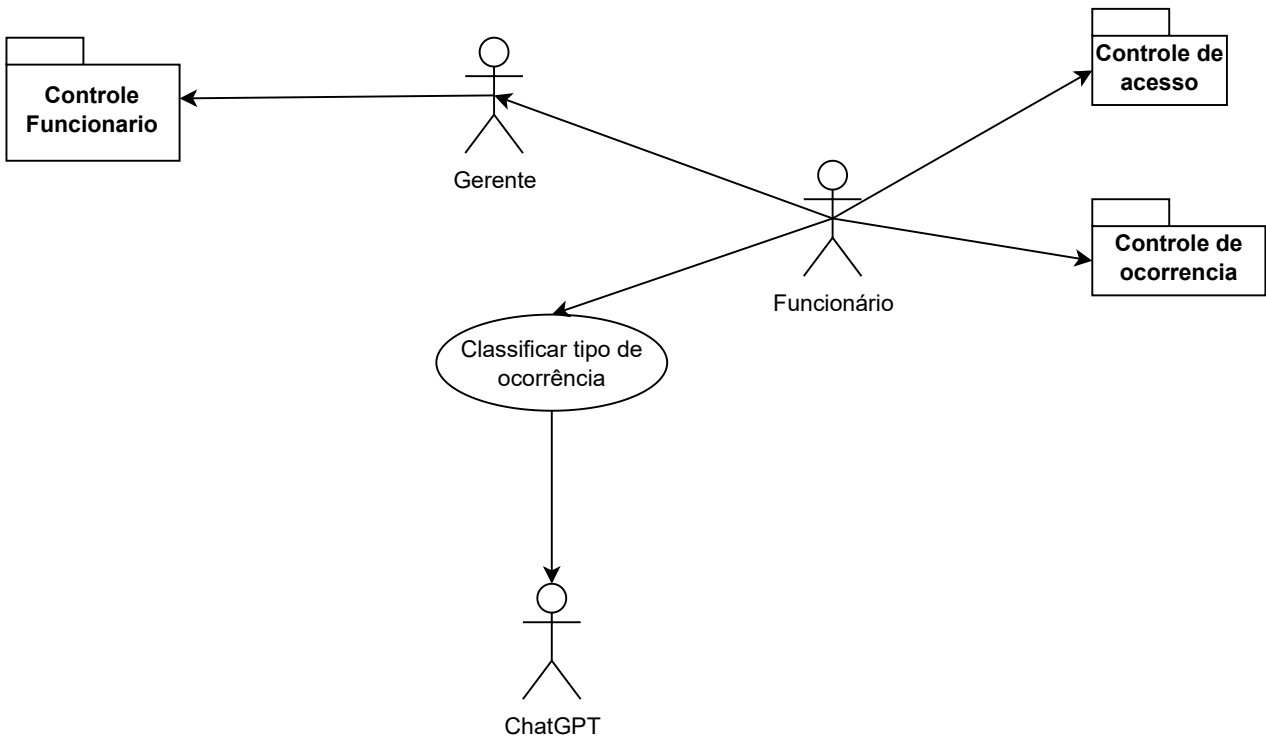 Controle
Funcionario
Gerente
Controle de
acesso
Funcionário
Controle de
ocorrencia
Classificar tipo de
ocorrência
ChatGPT